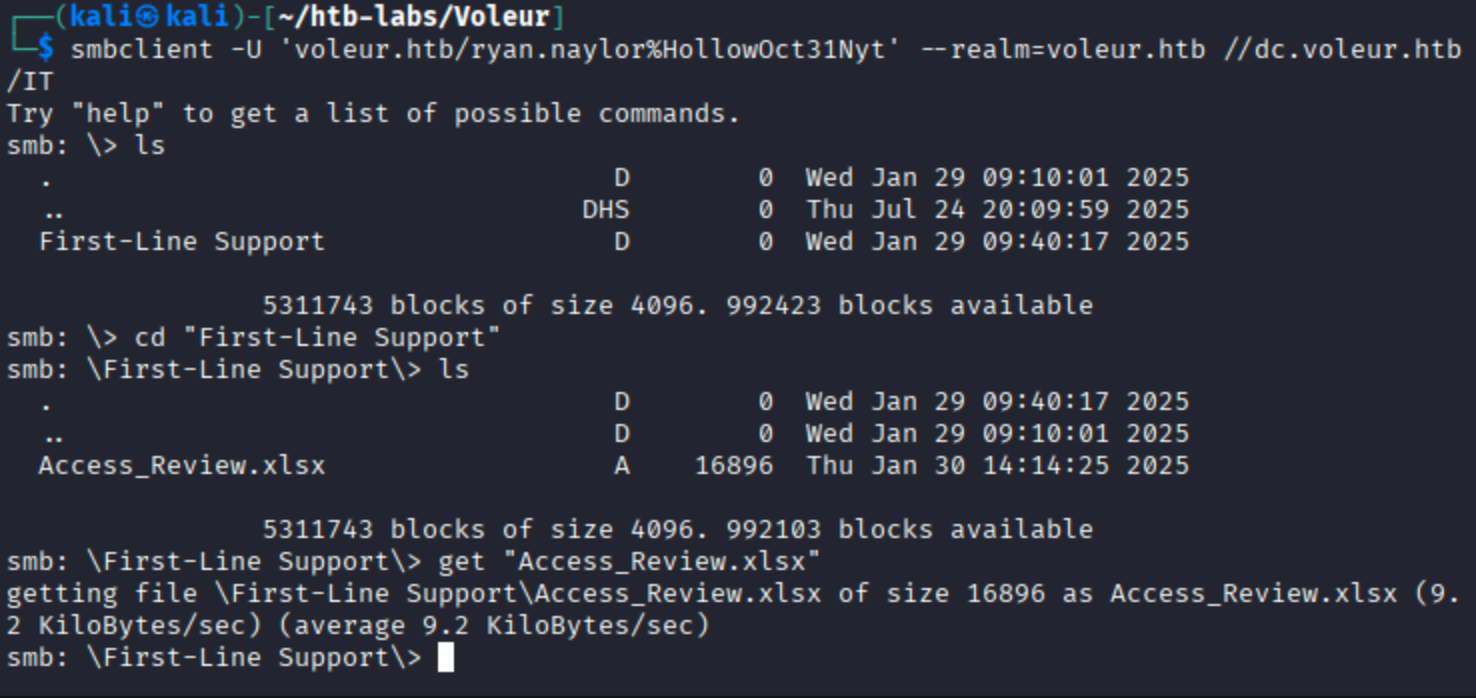 ┌──(kali㉿kali)-[~/htb-labs/Voleur]
└─$ smbclient -U 'voleur.htb/ryan.naylor%HollowOct31Nyt' --realm=voleur.htb //dc.voleur.htb
/IT
Try "help" to get a list of possible commands.
smb: \> ls
  .                                   D        0  Wed Jan 29 09:10:01 2025
  ..                                DHS        0  Thu Jul 24 20:09:59 2025
  First-Line Support                  D        0  Wed Jan 29 09:40:17 2025
                5311743 blocks of size 4096. 992423 blocks available
smb: \> cd "First-Line Support"
smb: \First-Line Support\> ls
  .                                   D        0  Wed Jan 29 09:40:17 2025
  ..                                  D        0  Wed Jan 29 09:10:01 2025
  Access_Review.xlsx                  A    16896  Thu Jan 30 14:14:25 2025
                5311743 blocks of size 4096. 992103 blocks available
smb: \First-Line Support\> get "Access_Review.xlsx"
getting file \First-Line Support\Access_Review.xlsx of size 16896 as Access_Review.xlsx (9.
2 KiloBytes/sec) (average 9.2 KiloBytes/sec)
smb: \First-Line Support\>